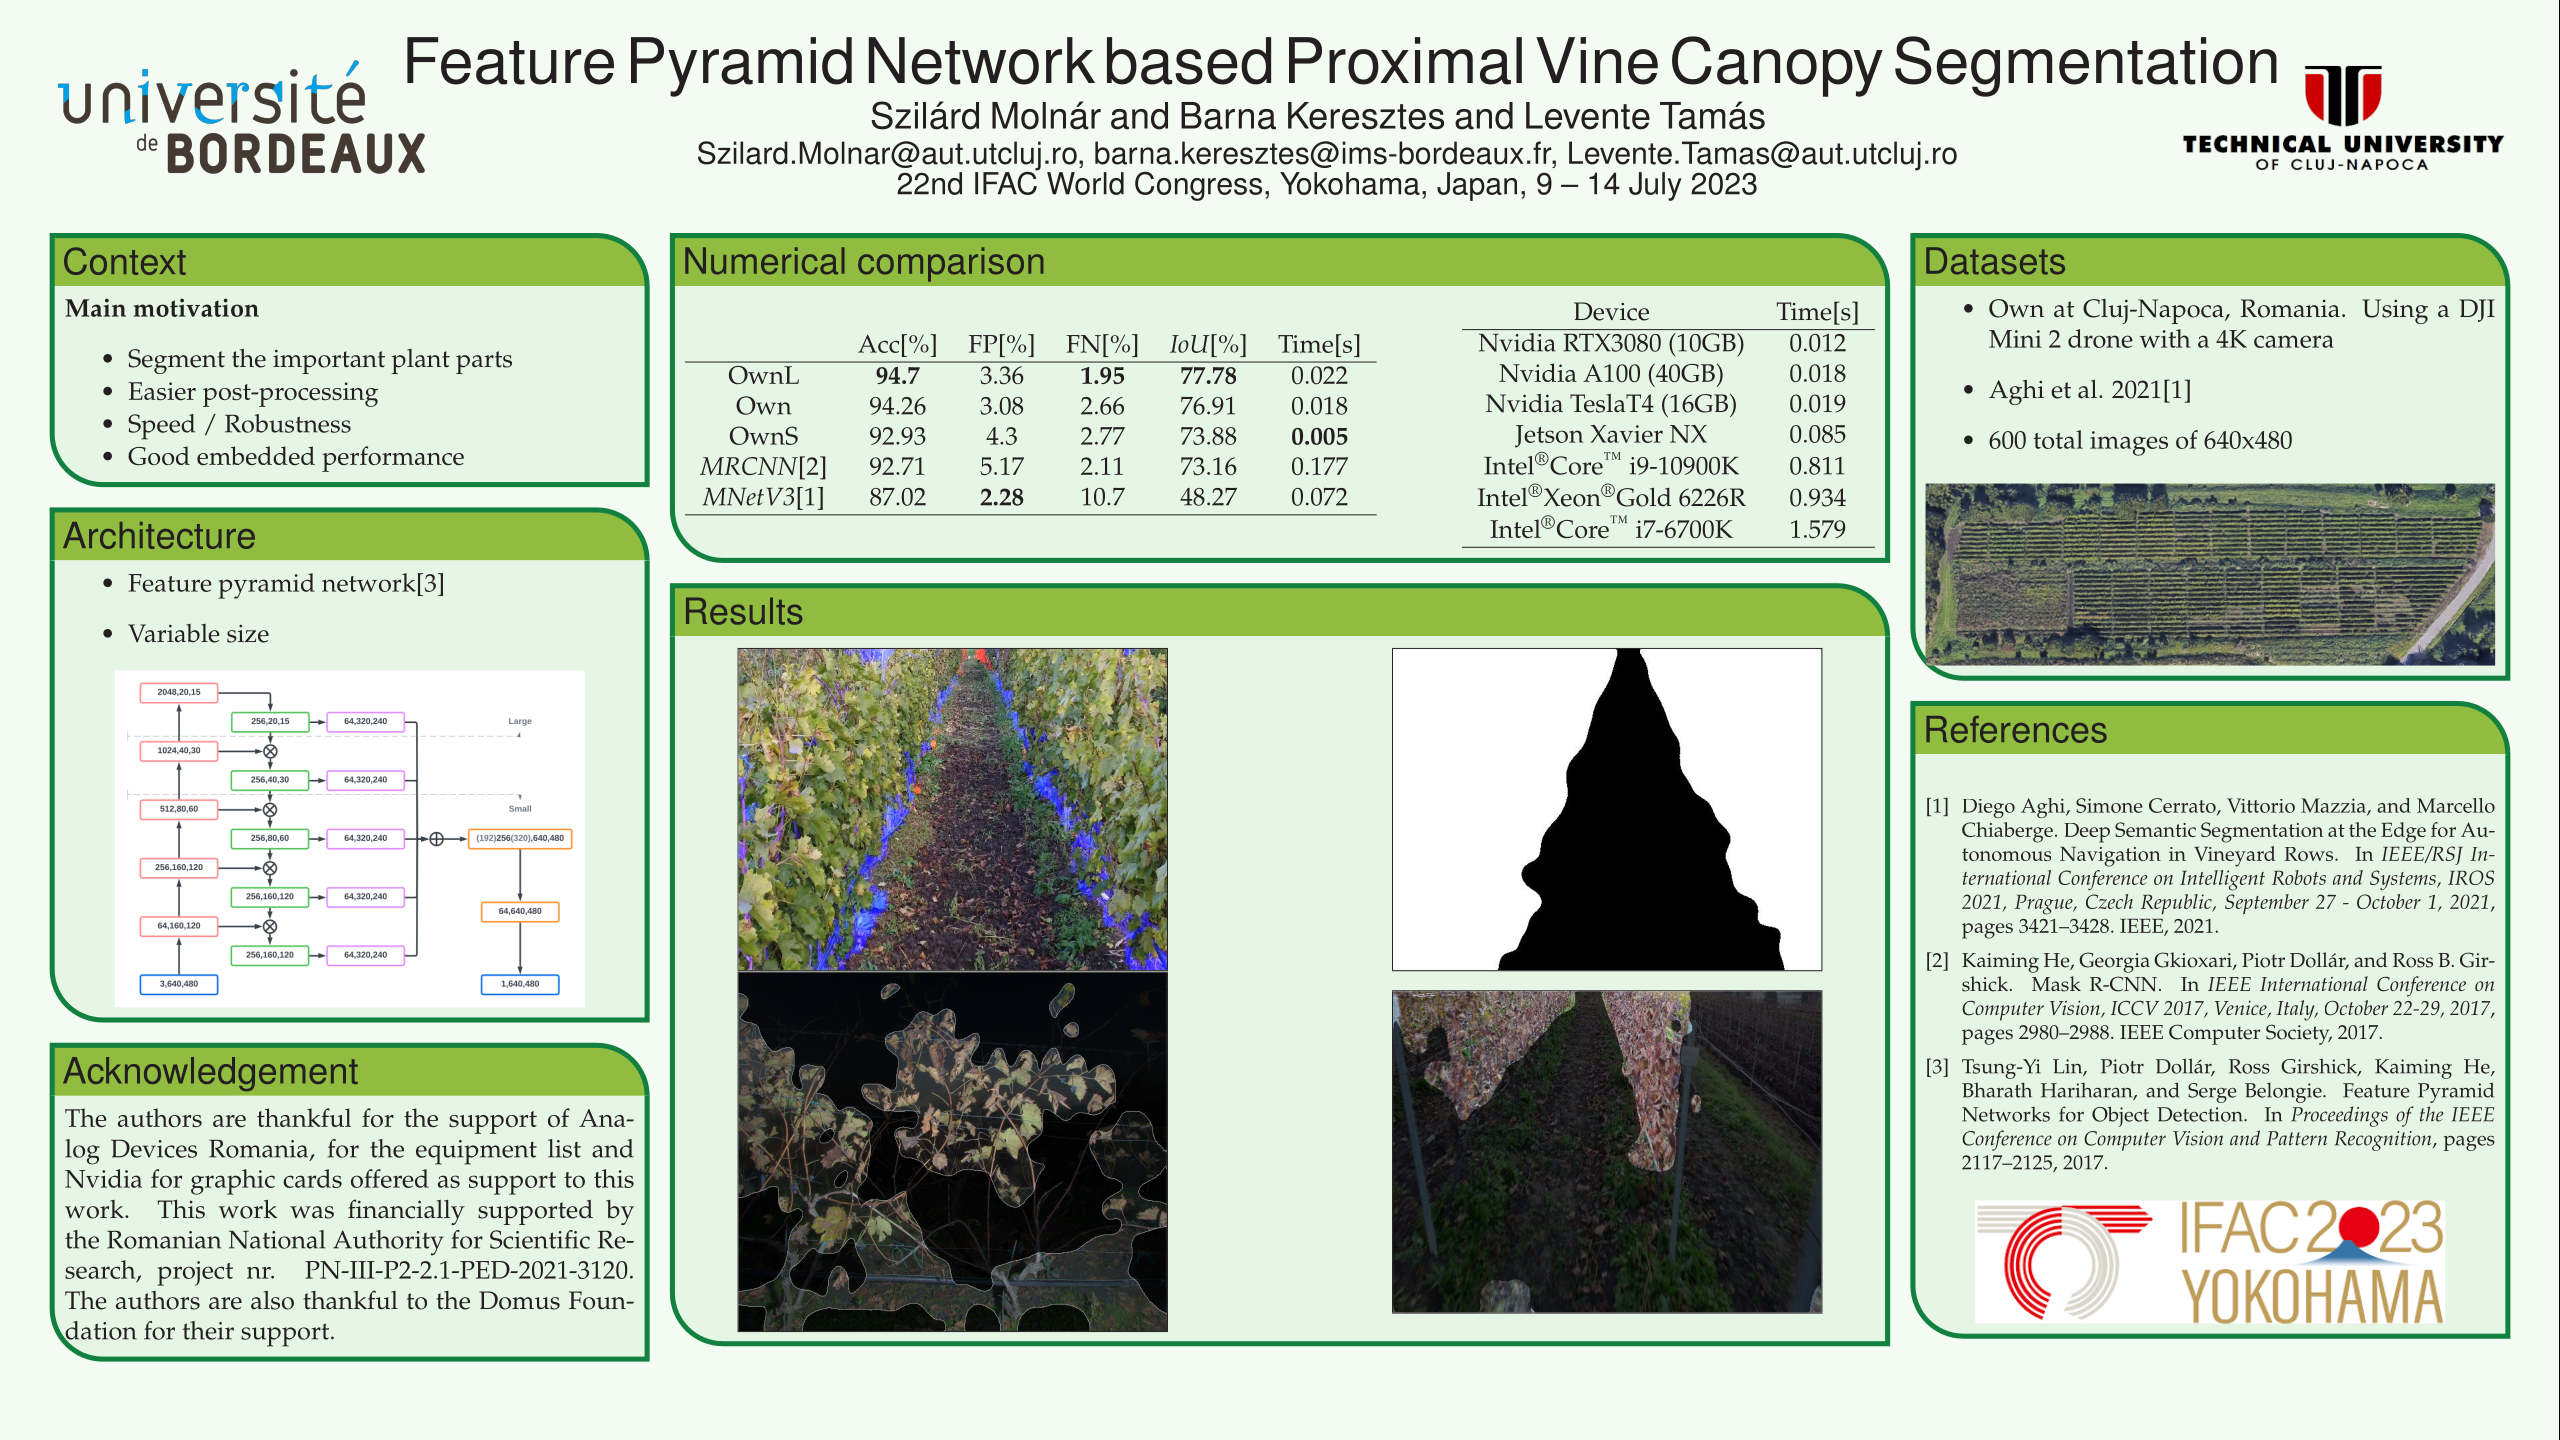 université
de BORDEAUX
Feature Pyramid Network based Proximal Vine Canopy Segmentation
Szilárd Molnár and Barna Keresztes and Levente Tamás
Szilard.Molnar@aut.utcluj.ro, barna.keresztes@ims-bordeaux.fr, Levente.Tamas@aut.utcluj.ro
22nd IFAC World Congress, Yokohama, Japan, 9 – 14 July 2023
TECHNICAL UNIVERSITY
OF CLUJ-NAPOCA
Context
Main motivation
• Segment the important plant parts
• Easier post-processing
• Speed / Robustness
• Good embedded performance
Architecture
• Feature pyramid network[3]
• Variable size
2048,20,15
256,20,15 64,320,240 Large
1024,40,30
256,40,30 64,320,240
512,80,60 Small
256,80,60 64,320,240 (192)256(320),640,480
256,160,120
256,160,120 64,320,240 64,640,480
64,160,120
256,160,120 64,320,240
3,640,480 1,640,480
Acknowledgement
The authors are thankful for the support of Ana-
log Devices Romania, for the equipment list and
Nvidia for graphic cards offered as support to this
work. This work was financially supported by
the Romanian National Authority for Scientific Re-
search, project nr. PN-III-P2-2.1-PED-2021-3120.
The authors are also thankful to the Domus Foun-
dation for their support.
Numerical comparison
Acc[%] FP[%] FN[%] IoU[%] Time[s]
OwnL 94.7 3.36 1.95 77.78 0.022
Own 94.26 3.08 2.66 76.91 0.018
OwnS 92.93 4.3 2.77 73.88 0.005
MRCNN[2] 92.71 5.17 2.11 73.16 0.177
MNetV3[1] 87.02 2.28 10.7 48.27 0.072
Device Time[s]
Nvidia RTX3080 (10GB) 0.012
Nvidia A100 (40GB) 0.018
Nvidia TeslaT4 (16GB) 0.019
Jetson Xavier NX 0.085
Intel®Core™ i9-10900K 0.811
Intel®Xeon®Gold 6226R 0.934
Intel®Core™ i7-6700K 1.579
Results
Datasets
• Own at Cluj-Napoca, Romania. Using a DJI
Mini 2 drone with a 4K camera
• Aghi et al. 2021[1]
• 600 total images of 640x480
References
[1] Diego Aghi, Simone Cerrato, Vittorio Mazzia, and Marcello
Chiaberge. Deep Semantic Segmentation at the Edge for Au-
tonomous Navigation in Vineyard Rows. In IEEE/RSJ In-
ternational Conference on Intelligent Robots and Systems, IROS
2021, Prague, Czech Republic, September 27 - October 1, 2021,
pages 3421–3428. IEEE, 2021.
[2] Kaiming He, Georgia Gkioxari, Piotr Dollár, and Ross B. Gir-
shick. Mask R-CNN. In IEEE International Conference on
Computer Vision, ICCV 2017, Venice, Italy, October 22-29, 2017,
pages 2980–2988. IEEE Computer Society, 2017.
[3] Tsung-Yi Lin, Piotr Dollár, Ross Girshick, Kaiming He,
Bharath Hariharan, and Serge Belongie. Feature Pyramid
Networks for Object Detection. In Proceedings of the IEEE
Conference on Computer Vision and Pattern Recognition, pages
2117–2125, 2017.
IFAC 2023
YOKOHAMA